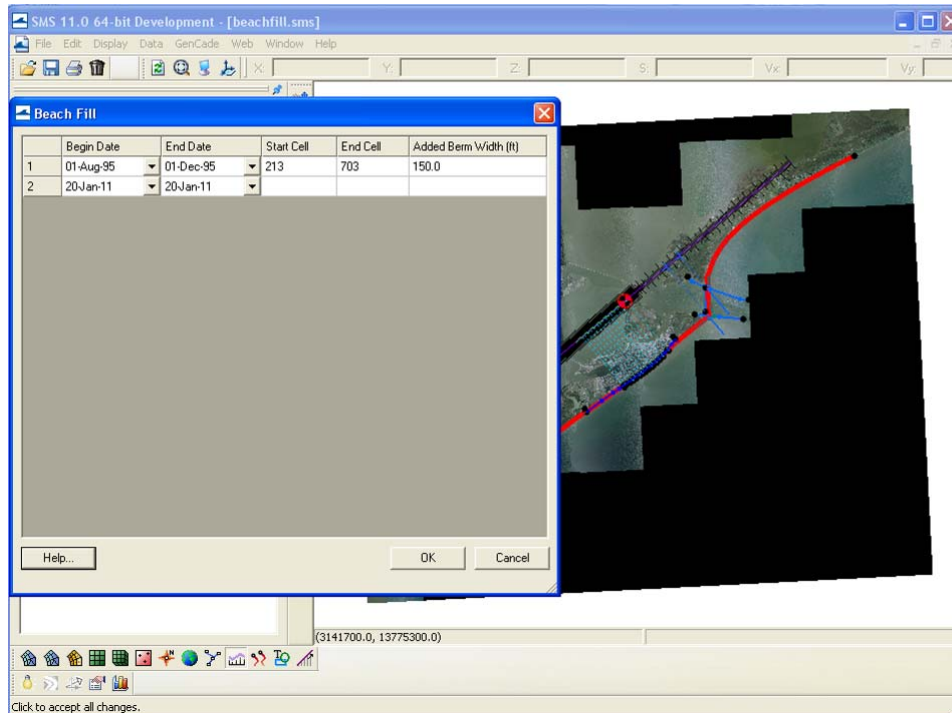 SMS 11.0 64-bit Development - [beachfill.sms]
File Edit Display Data GenCade Web Window Help
X: Y: Z: S: Vx: Vy:
Beach Fill
Begin Date End Date Start Cell End Cell Added Berm Width (ft)
1 01-Aug-95 01-Dec-95 213 703 150.0
2 20-Jan-11 20-Jan-11
Help... OK Cancel
(3141700.0, 13775300.0)
Click to accept all changes.